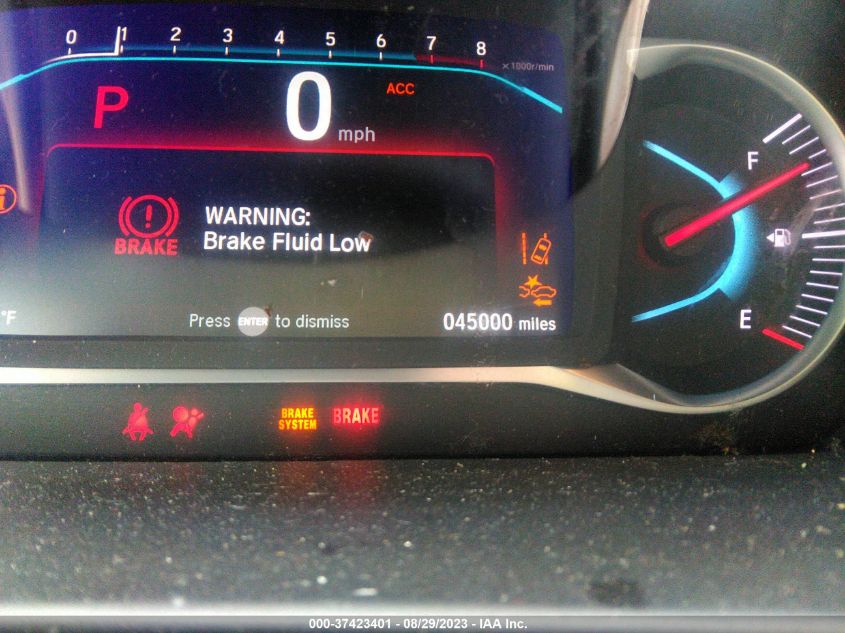 0 1 2 3 4 5 6 7 8
×1000r/min
P 0 mph ACC
F
i
BRAKE
WARNING:
Brake Fluid Low
°F
Press ENTER to dismiss
045000 miles
E
BRAKE
SYSTEM
BRAKE
000-37423401 - 08/29/2023 - IAA Inc.